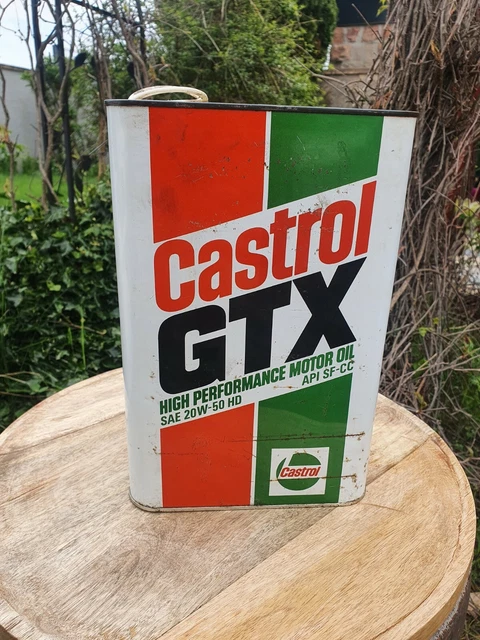 Castrol
GTX
HIGH PERFORMANCE MOTOR OIL
SAE 20W-50 HD API SF-CC
Castrol